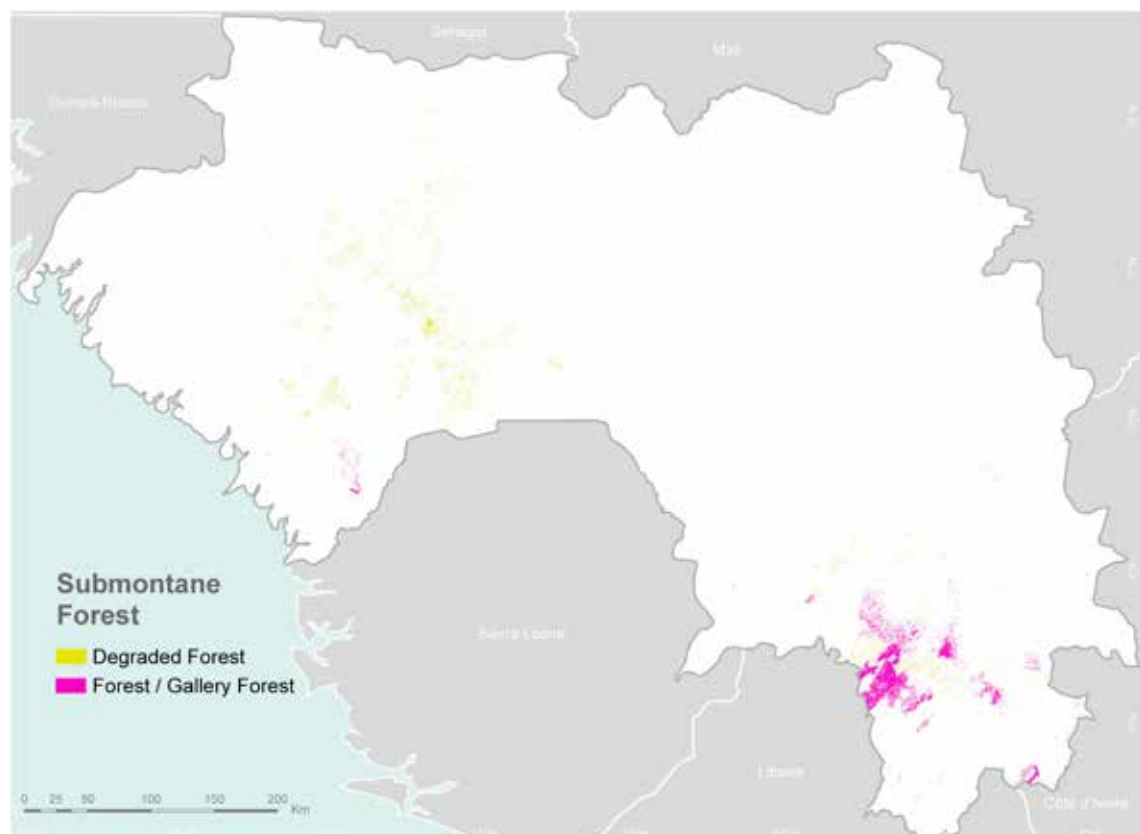 Senegal
Mali
Guinea-Bissau
Submontane
Forest
Degraded Forest
Forest / Gallery Forest
Sierra Leone
Liberia
Côte d'Ivoire
0 25 50 100 150 200
Km